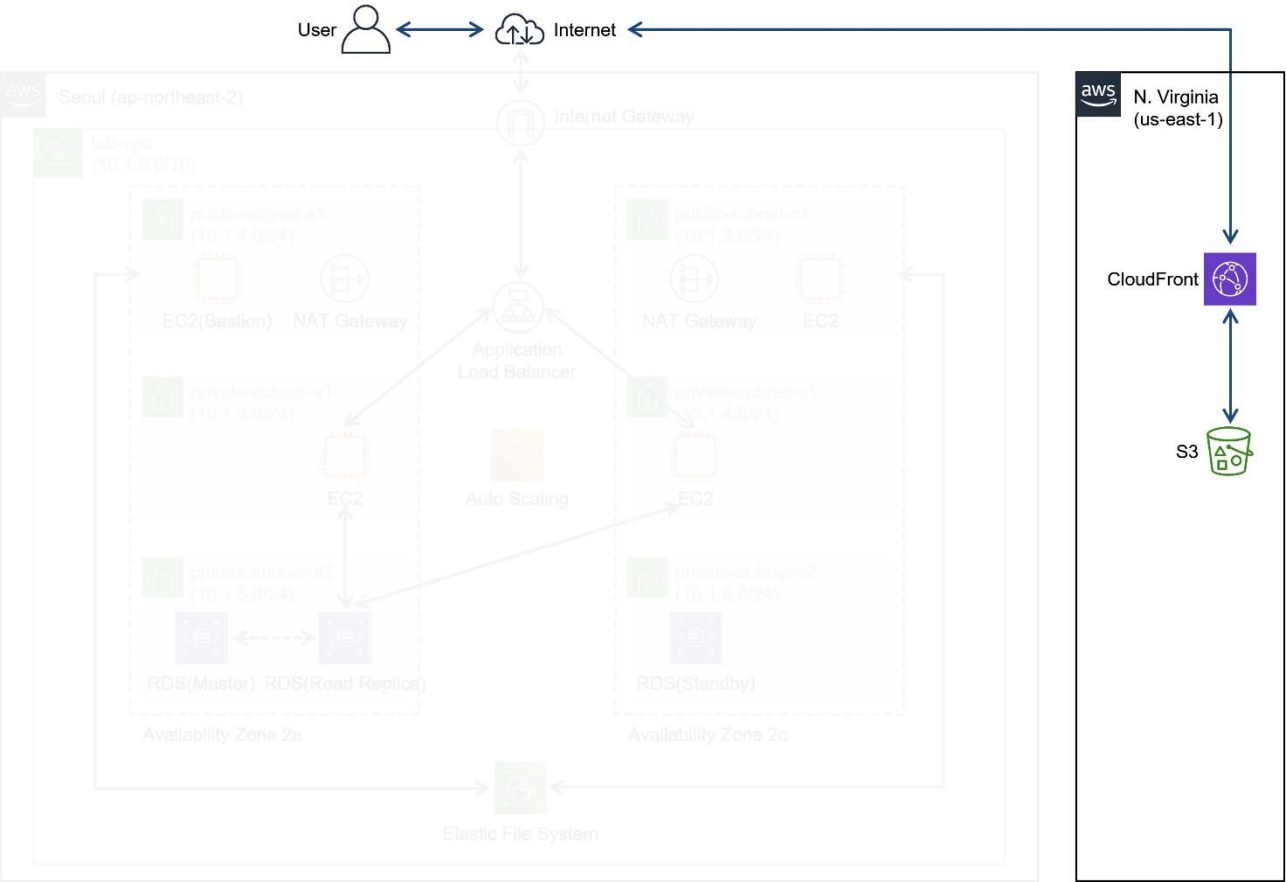 User
Internet
aws
Seoul (ap-northeast-2)
Internet Gateway
lab-vpc
(10.1.0.0/16)
public-subnet-a1
(10.1.1.0/24)
EC2(Bastion)
NAT Gateway
public-subnet-c1
(10.1.2.0/24)
NAT Gateway
EC2
Application
Load Balancer
private-subnet-a1
(10.1.3.0/24)
EC2
Auto Scaling
private-subnet-c1
(10.1.4.0/24)
EC2
private-subnet-a2
(10.1.5.0/24)
RDS(Master)
RDS(Read Replica)
private-subnet-c2
RDS(Standby)
Availability Zone 2a
Availability Zone 2c
Elastic File System
aws
N. Virginia
(us-east-1)
CloudFront
S3